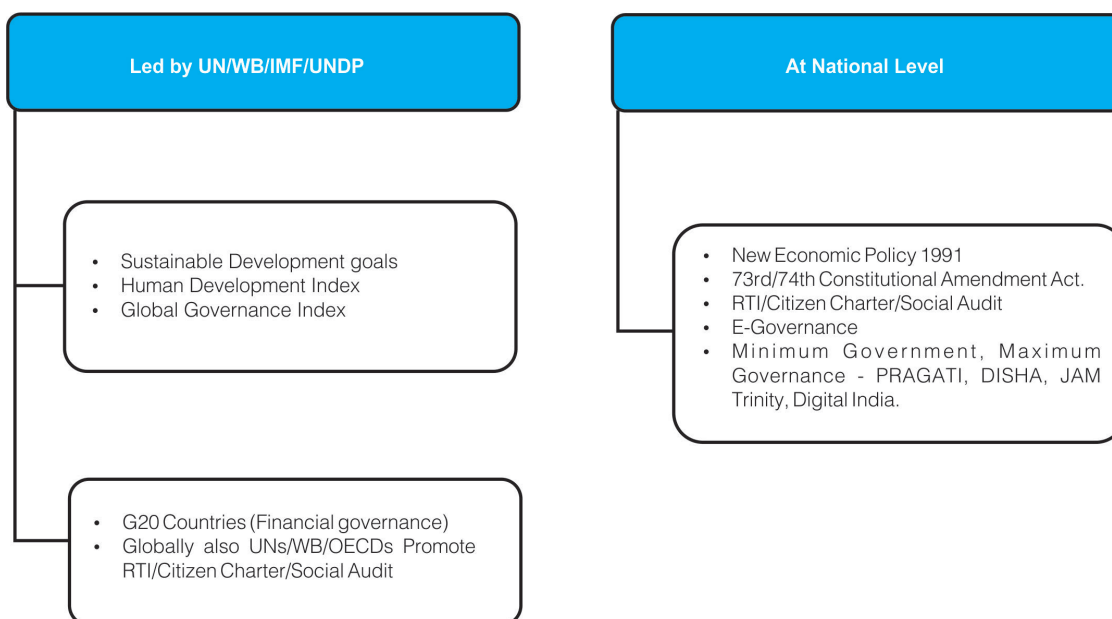 Led by UN/WB/IMF/UNDP
• Sustainable Development goals
• Human Development Index
• Global Governance Index
• G20 Countries (Financial governance)
• Globally also UNs/WB/OECDs Promote
RTI/Citizen Charter/Social Audit
At National Level
• New Economic Policy 1991
• 73rd/74th Constitutional Amendment Act.
• RTI/Citizen Charter/Social Audit
• E-Governance
• Minimum Government, Maximum
Governance - PRAGATI, DISHA, JAM
Trinity, Digital India.